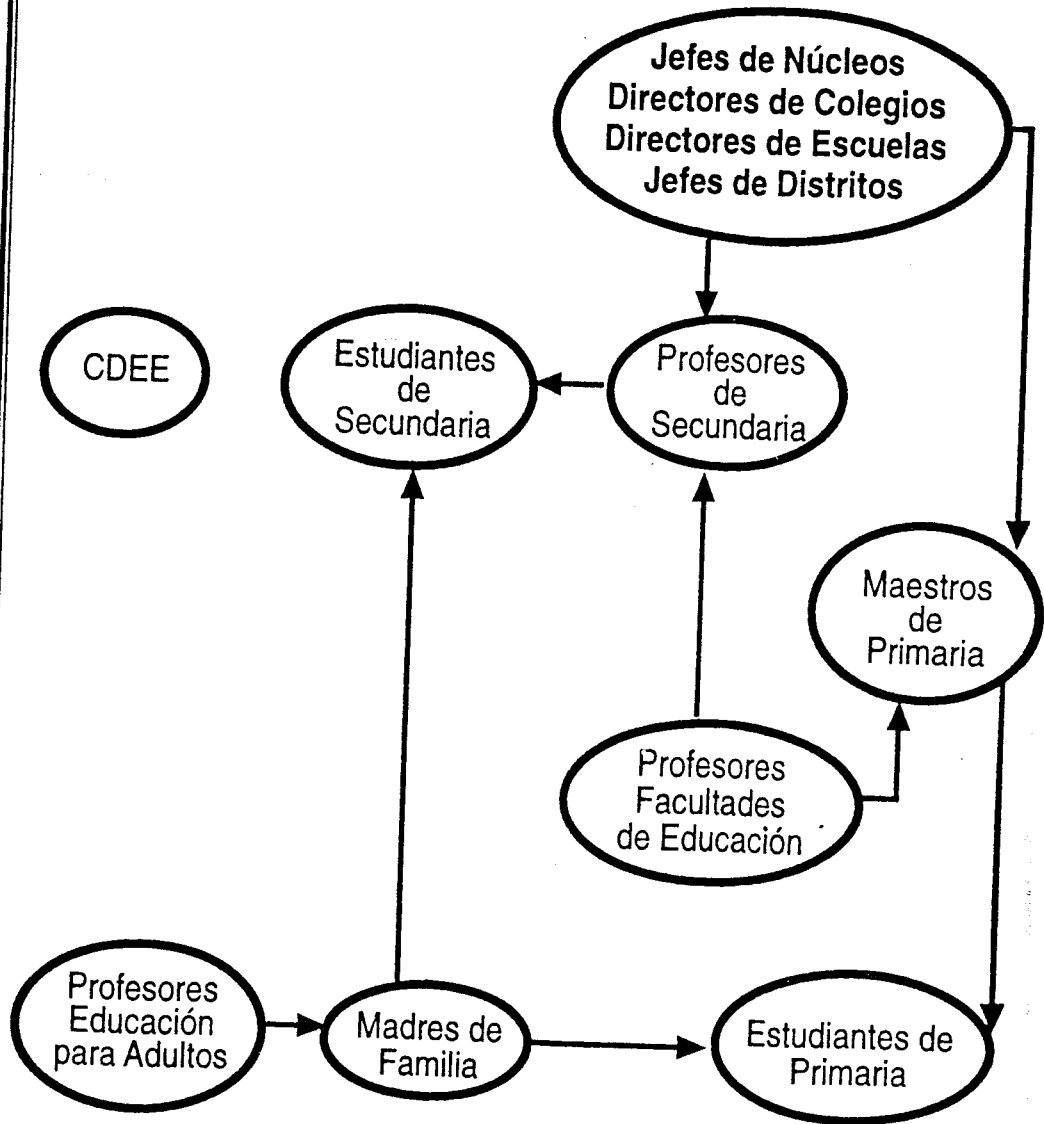 Jefes de Núcleos
Directores de Colegios
Directores de Escuelas
Jefes de Distritos
CDEE
Estudiantes
de
Secundaria
Profesores
de
Secundaria
Maestros
de
Primaria
Profesores
Facultades
de Educación
Profesores
Educación
para Adultos
Madres de
Familia
Estudiantes de
Primaria